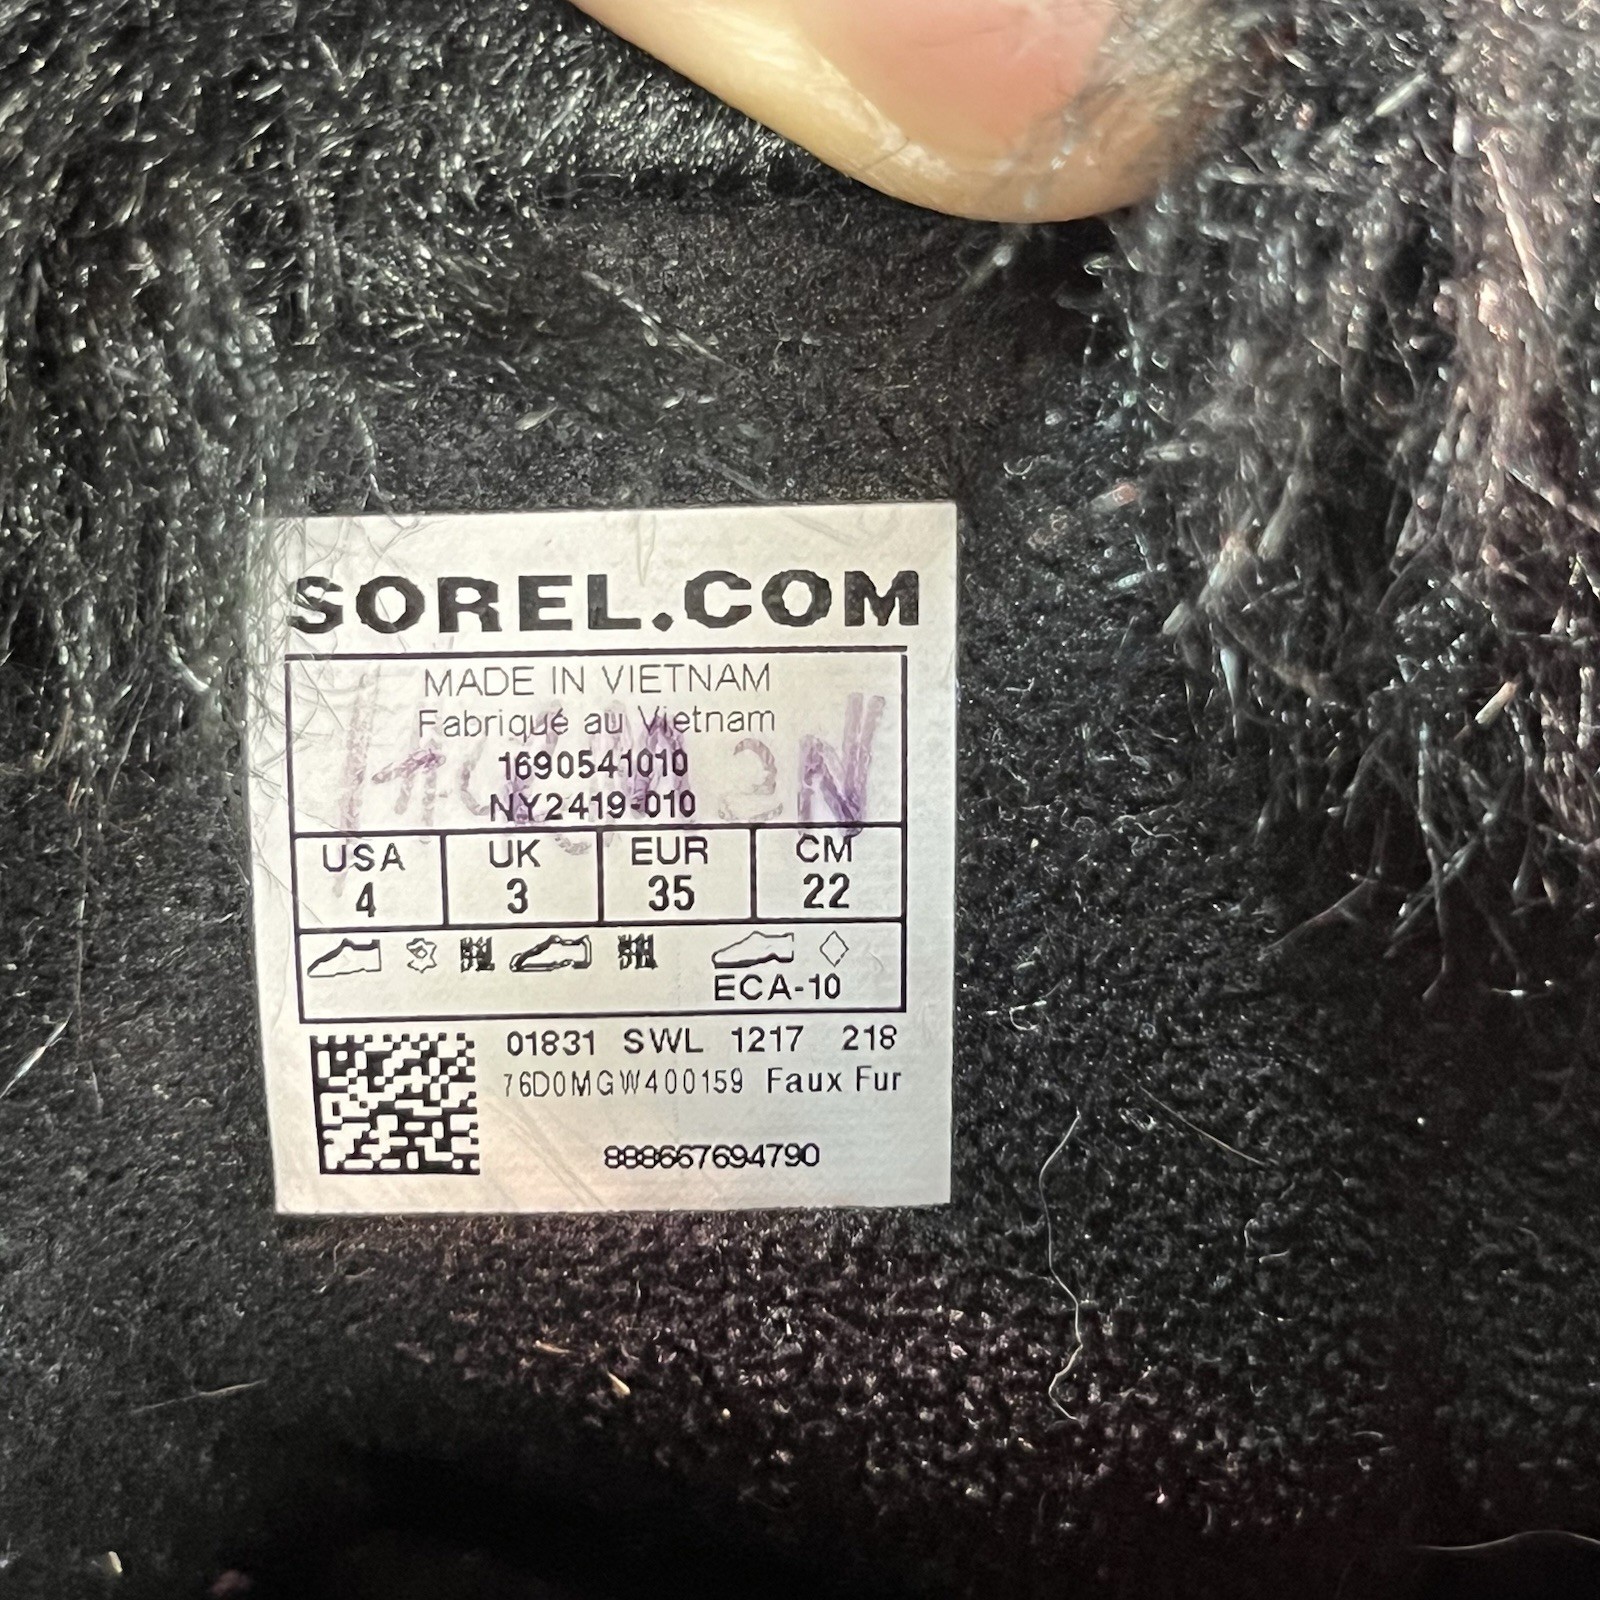 SOREL.COM
MADE IN VIETNAM
Fabriqué au Vietnam
1690541010
NY2419-010
USA UK EUR CM
4 3 35 22
ECA-10
01831 SWL 1217 218
76D0MGW400159 Faux Fur
888667694790